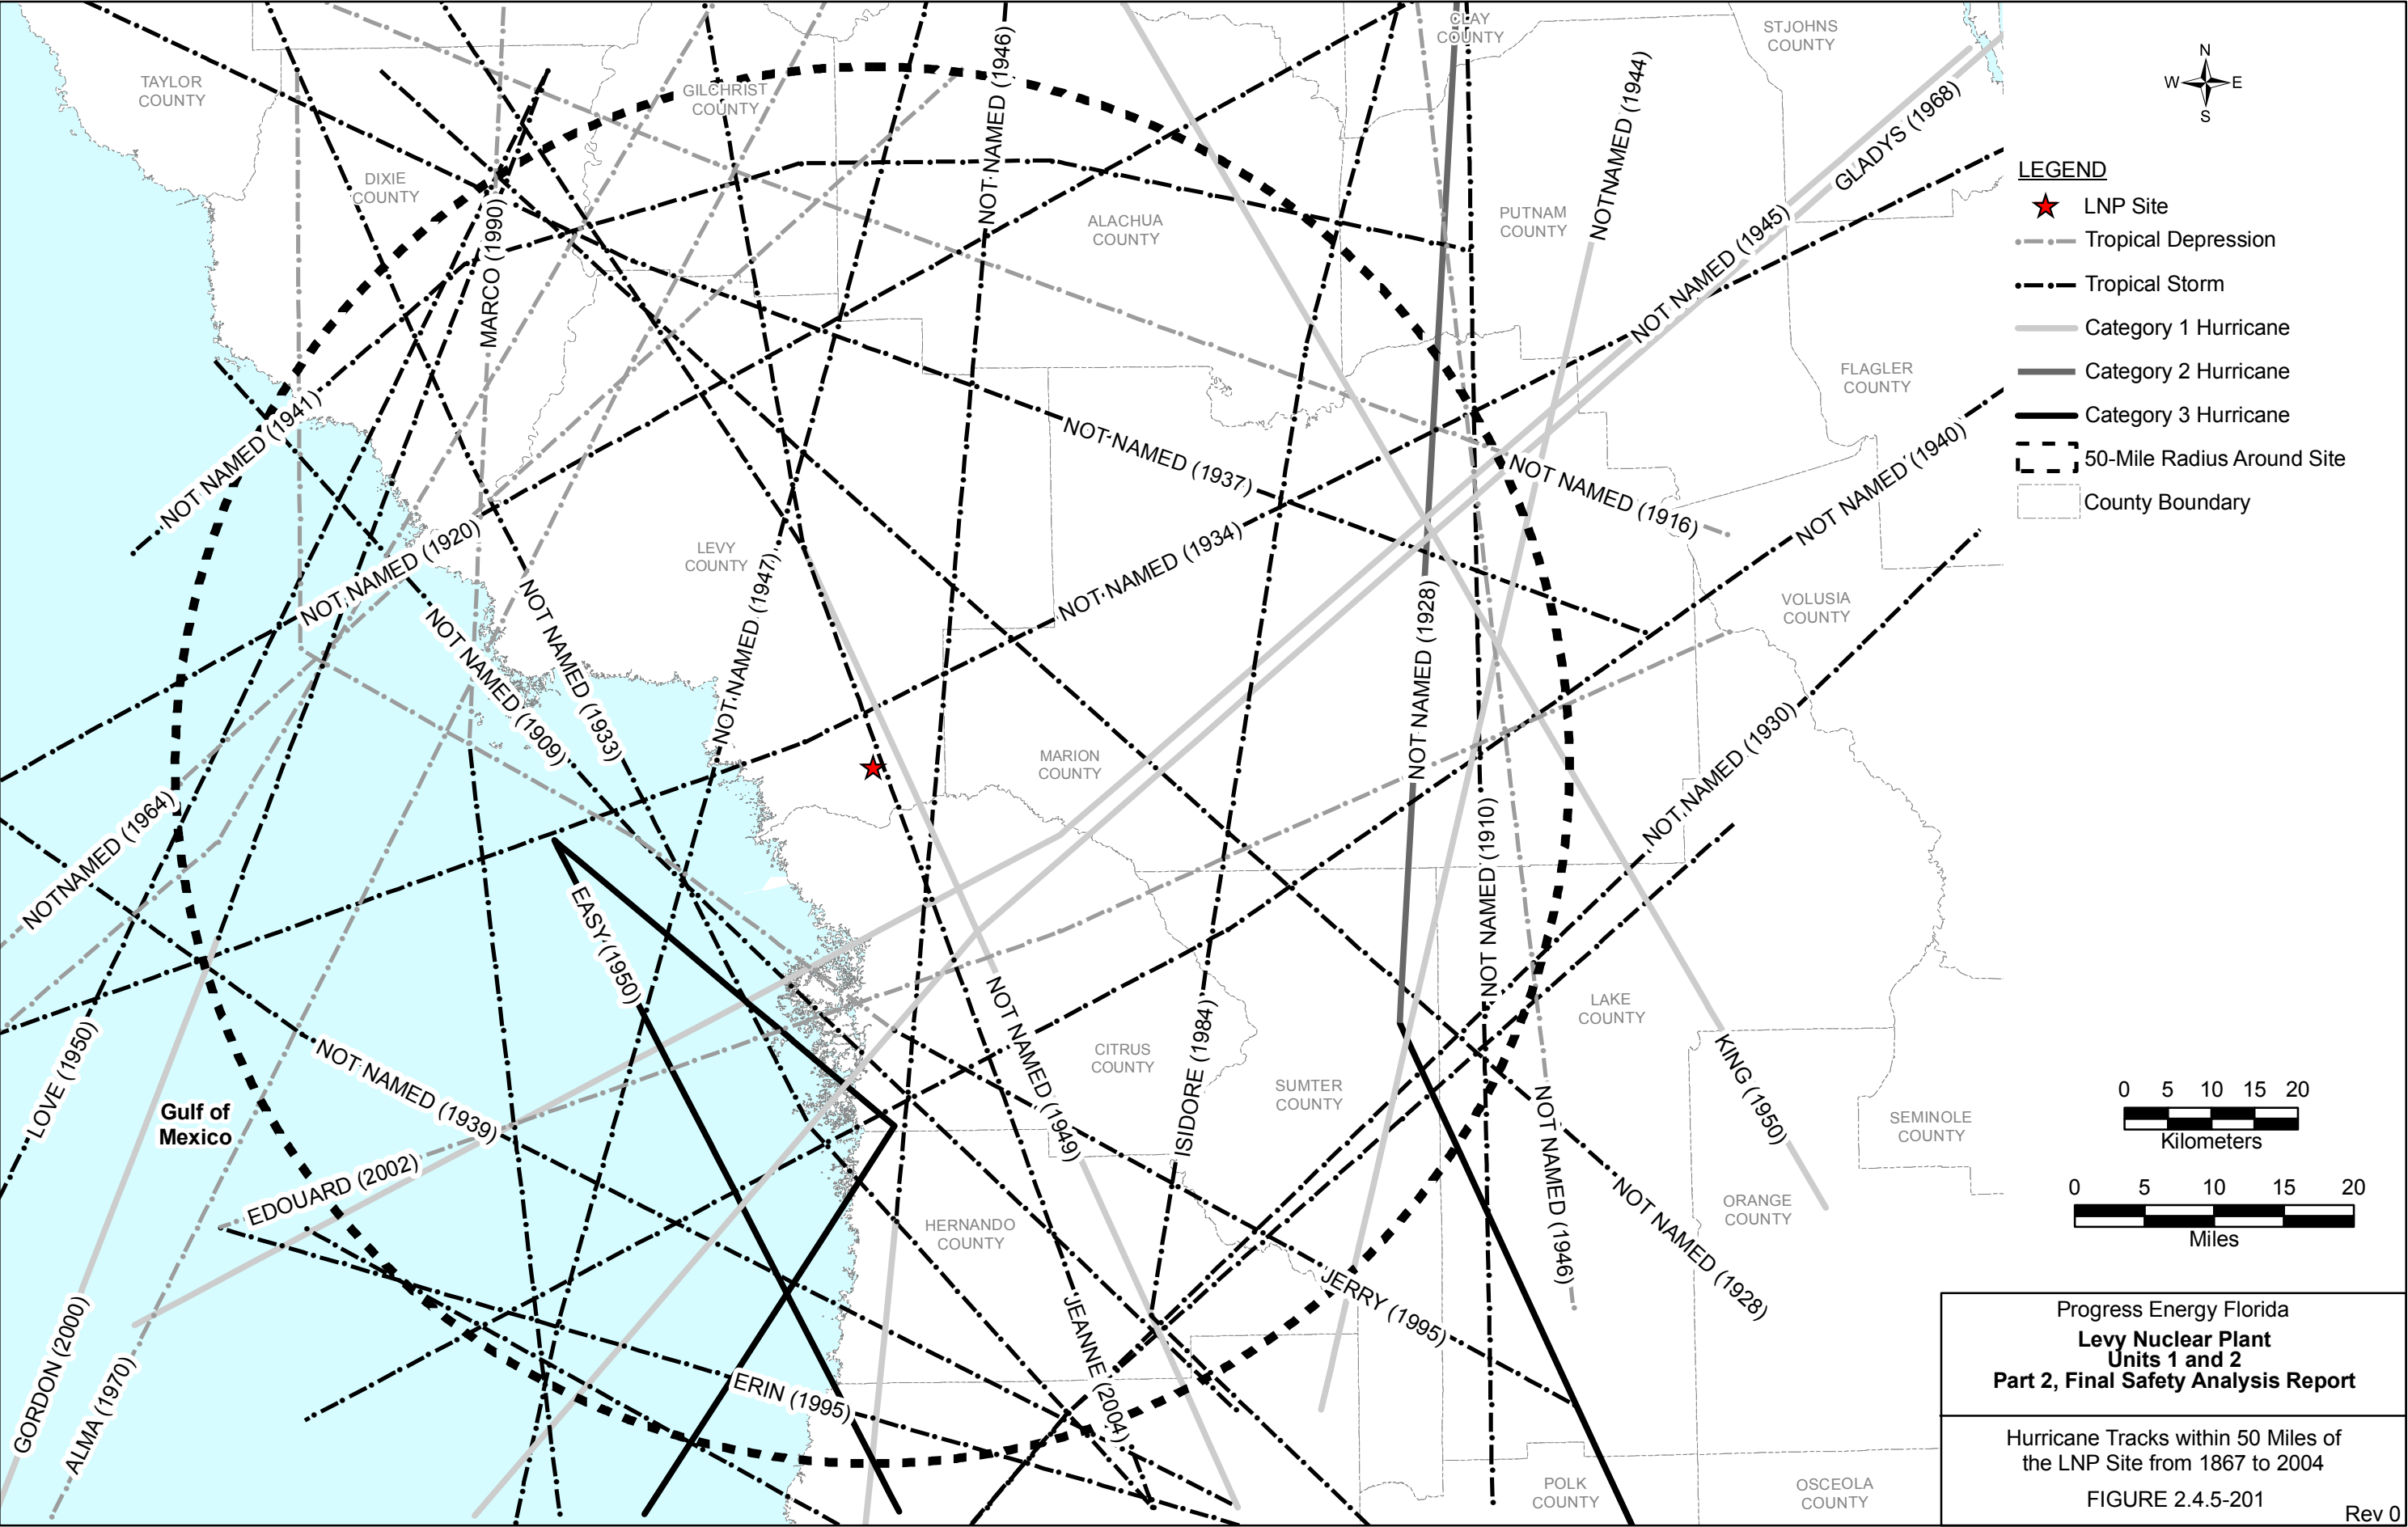 CLAY
COUNTY
STJOHNS
COUNTY
TAYLOR
COUNTY
GILCHRIST
COUNTY
NOT NAMED (1946)
NOTNAMED (1944)
GLADYS (1968)
DIXIE
COUNTY
MARCO (1990)
ALACHUA
COUNTY
PUTNAM
COUNTY
NOT NAMED (1945)
FLAGLER
COUNTY
NOT NAMED (1941)
NOT NAMED (1937)
NOT NAMED (1916)
NOT NAMED (1940)
NOT NAMED (1920)
NOT NAMED (1934)
LEVY
COUNTY
NOT NAMED (1947)
NOT NAMED (1933)
NOT NAMED (1909)
NOT NAMED (1928)
VOLUSIA
COUNTY
MARION
COUNTY
NOT NAMED (1930)
NOTNAMED (1964)
NOT NAMED (1910)
EASY (1950)
NOT NAMED (1949)
LAKE
COUNTY
LOVE (1950)
NOT NAMED (1939)
Gulf of
Mexico
CITRUS
COUNTY
ISIDORE (1984)
SUMTER
COUNTY
NOT NAMED (1946)
KING (1950)
SEMINOLE
COUNTY
EDOUARD (2002)
HERNANDO
COUNTY
NOT NAMED (1928)
ORANGE
COUNTY
JERRY (1995)
JEANNE (2004)
GORDON (2000)
ALMA (1970)
ERIN (1995)
POLK
COUNTY
OSCEOLA
COUNTY
N
W E
S
LEGEND
LNP Site
Tropical Depression
Tropical Storm
Category 1 Hurricane
Category 2 Hurricane
Category 3 Hurricane
50-Mile Radius Around Site
County Boundary
0 5 10 15 20
Kilometers
0 5 10 15 20
Miles
Progress Energy Florida
Levy Nuclear Plant
Units 1 and 2
Part 2, Final Safety Analysis Report
Hurricane Tracks within 50 Miles of
the LNP Site from 1867 to 2004
FIGURE 2.4.5-201
Rev 0